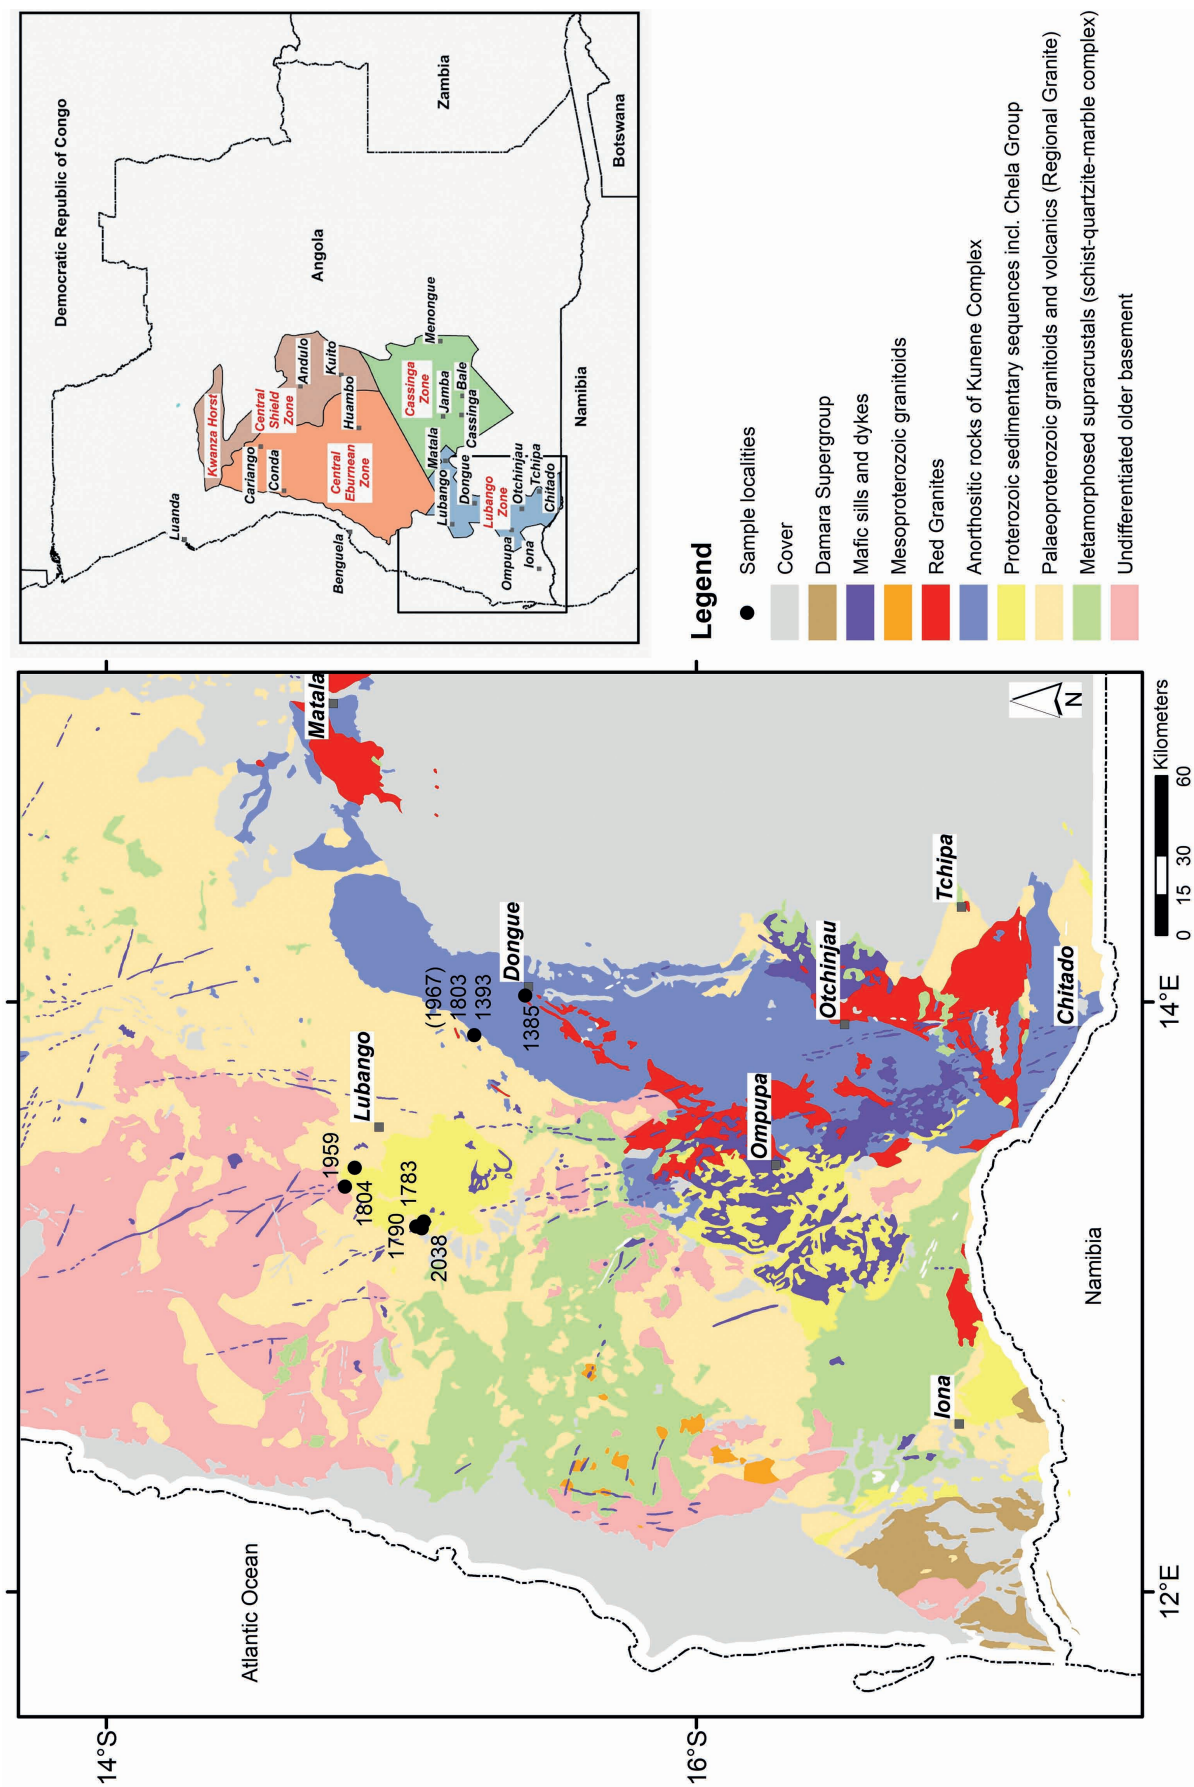 14°S
16°S
12°E
14°E
Atlantic Ocean
Namibia
Matala
Lubango
Dongue
Ompupa
Otchinjau
Tchipa
Chitado
Iona
1959
1804
1790
1783
2038
(1967)
1803
1393
1385
N
0 15 30 60
Kilometers
Democratic Republic of Congo
Angola
Zambia
Botswana
Namibia
Luanda
Benguela
Kwanza Horst
Central
Shield
Zone
Central
Eburnean
Zone
Cassinga
Zone
Lubango
Zone
Cariango
Conda
Andulo
Kuito
Huambo
Menongue
Matala
Jamba
Bale
Cassinga
Lubango
Dongue
Otchinjau
Tchipa
Chitado
Ompupa
Iona
Legend
Sample localities
Cover
Damara Supergroup
Mafic sills and dykes
Mesoproterozoic granitoids
Red Granites
Anorthositic rocks of Kunene Complex
Proterozoic sedimentary sequences incl. Chela Group
Palaeoproterozoic granitoids and volcanics (Regional Granite)
Metamorphosed supracrustals (schist-quartzite-marble complex)
Undifferentiated older basement